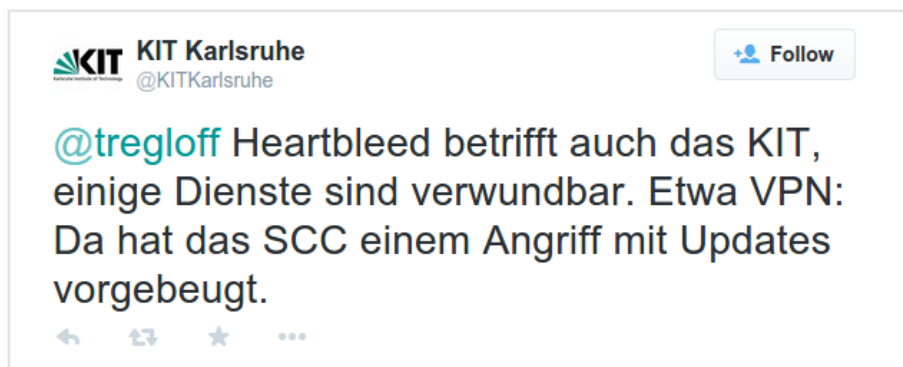 KIT
KIT Karlsruhe
@KITKarlsruhe
Follow
@tregloff Heartbleed betrifft auch das KIT,
einige Dienste sind verwundbar. Etwa VPN:
Da hat das SCC einem Angriff mit Updates
vorgebeugt.